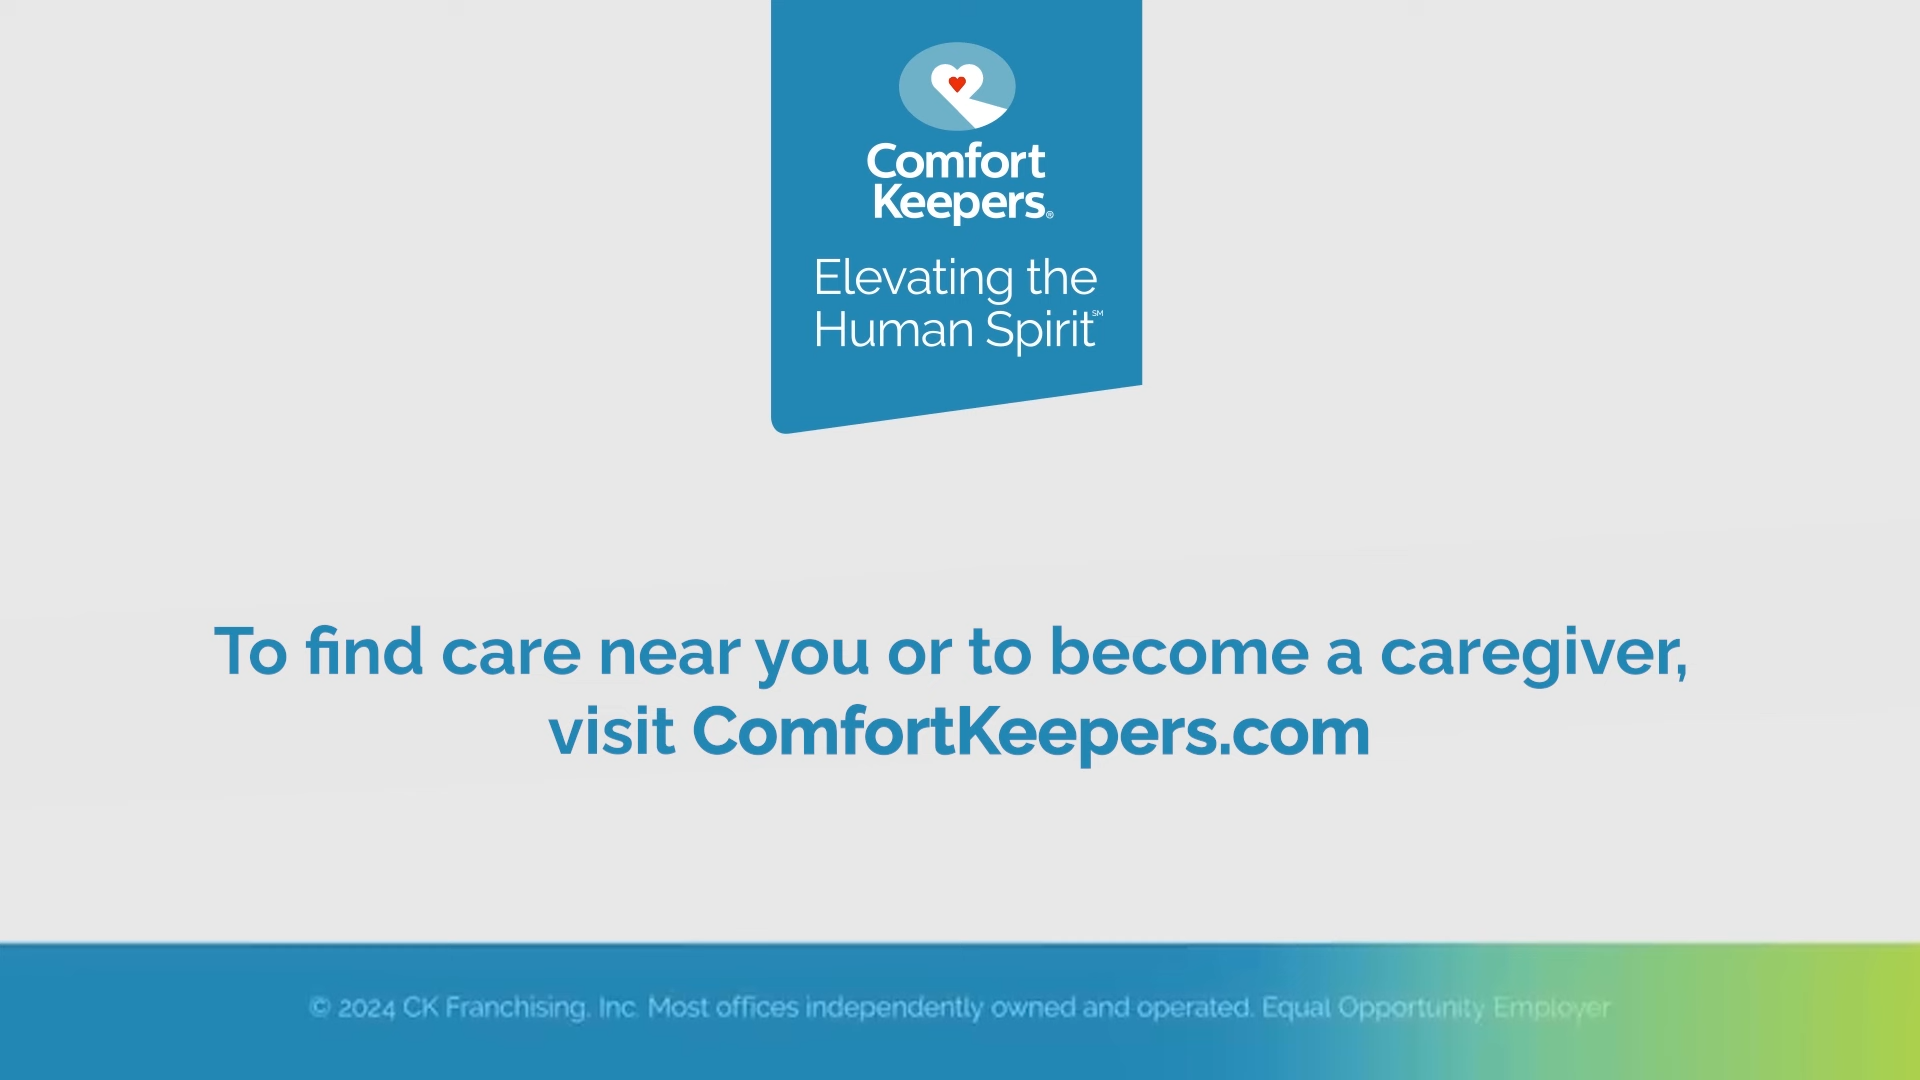 Comfort
Keepers®
Elevating the
Human Spirit℠
To find care near you or to become a caregiver,
visit ComfortKeepers.com
© 2024 CK Franchising, Inc. Most offices independently owned and operated. Equal Opportunity Employer